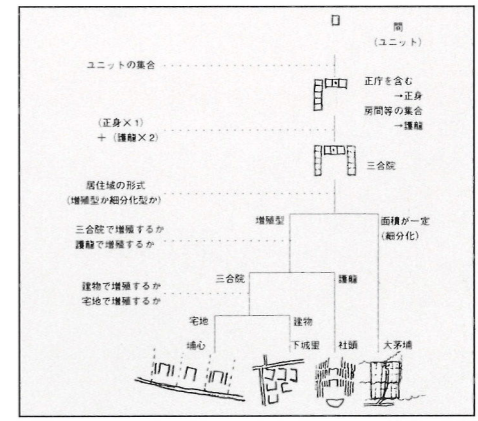 間
(ユニット)
ユニットの集合
正庁を含む
→正身
房間等の集合
→護龍
(正身×1)
＋(護龍×2)
三合院
居住域の形式
(増殖型か細分化型か)
増殖型
面積が一定
(細分化)
三合院で増殖するか
護龍で増殖するか
三合院
護龍
建物で増殖するか
宅地で増殖するか
宅地
建物
埔心
下城里
社頭
大茅埔